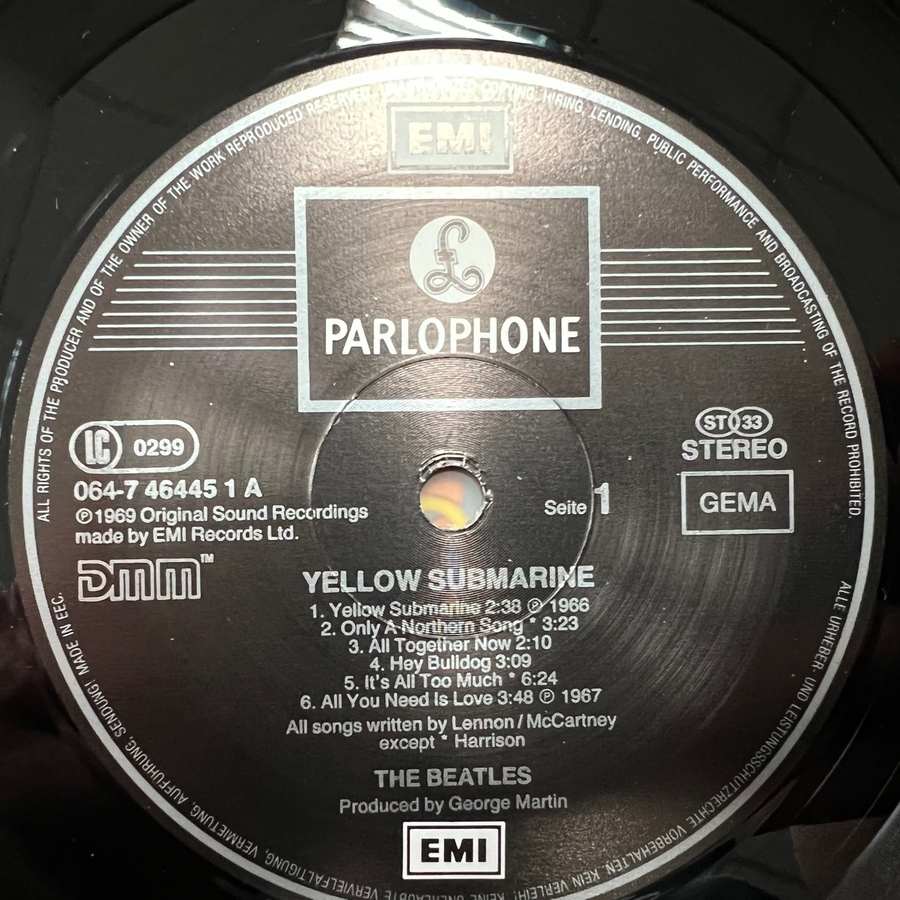 ALL RIGHTS OF THE PRODUCER AND OF THE OWNER OF THE WORK REPRODUCED RESERVED. COPYING, HIRING, LENDING, PUBLIC PERFORMANCE AND BROADCASTING OF THE RECORD PROHIBITED.
EMI
£
PARLOPHONE
LC 0299
064-7 46445 1 A
℗ 1969 Original Sound Recordings
made by EMI Records Ltd.
DMM™
ST 33
STEREO
GEMA
Seite 1
YELLOW SUBMARINE
1. Yellow Submarine 2:38 ℗ 1966
2. Only A Northern Song * 3:23
3. All Together Now 2:10
4. Hey Bulldog 3:09
5. It's All Too Much * 6:24
6. All You Need Is Love 3:48 ℗ 1967
All songs written by Lennon / McCartney
except * Harrison
THE BEATLES
Produced by George Martin
EMI
ALLE URHEBER- UND LEISTUNGSSCHUTZRECHTE VORBEHALTEN. KEIN VERLEIH! KEINE UNERLAUBTE VERVIELFÄLTIGUNG, VERMIETUNG, AUFFÜHRUNG, SENDUNG! MADE IN EEC.